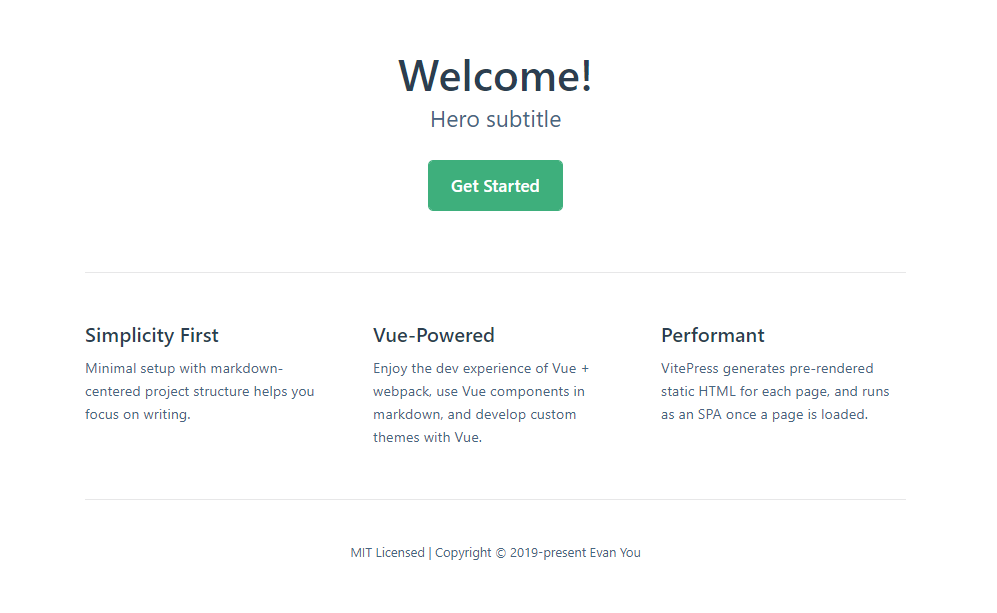 Welcome!
Hero subtitle
Get Started
Simplicity First
Minimal setup with markdown-
centered project structure helps you
focus on writing.
Vue-Powered
Enjoy the dev experience of Vue +
webpack, use Vue components in
markdown, and develop custom
themes with Vue.
Performant
VitePress generates pre-rendered
static HTML for each page, and runs
as an SPA once a page is loaded.
MIT Licensed | Copyright © 2019-present Evan You